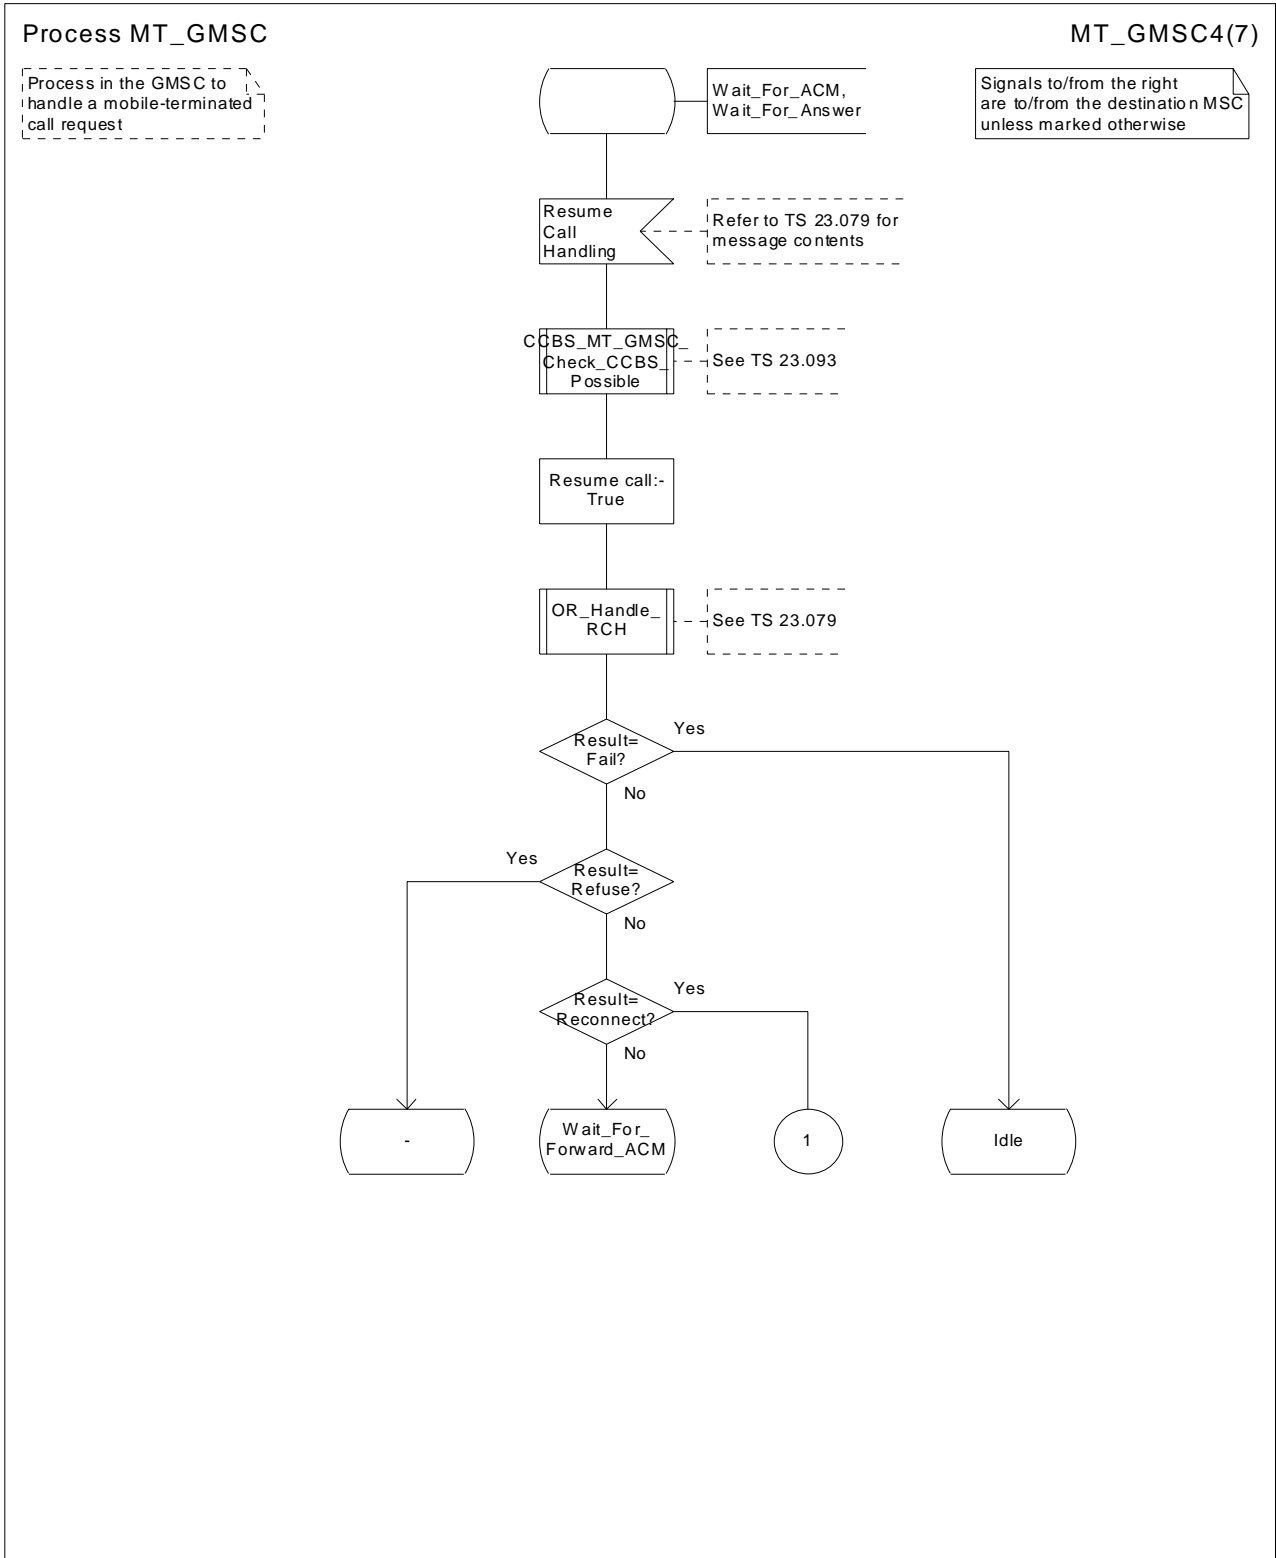 Process MT_GMSC
MT_GMSC4(7)
Process in the GMSC to
handle a mobile-terminated
call request
Wait_For_ACM,
Wait_For_Answer
Signals to/from the right
are to/from the destination MSC
unless marked otherwise
Resume
Call
Handling
Refer to TS 23.079 for
message contents
CCBS_MT_GMSC_
Check_CCBS_
Possible
See TS 23.093
Resume call:-
True
OR_Handle_
RCH
See TS 23.079
Result=
Fail?
Yes
No
Yes
Result=
Refuse?
No
Result=
Reconnect?
Yes
No
-
Wait_For_
Forward_ACM
1
Idle